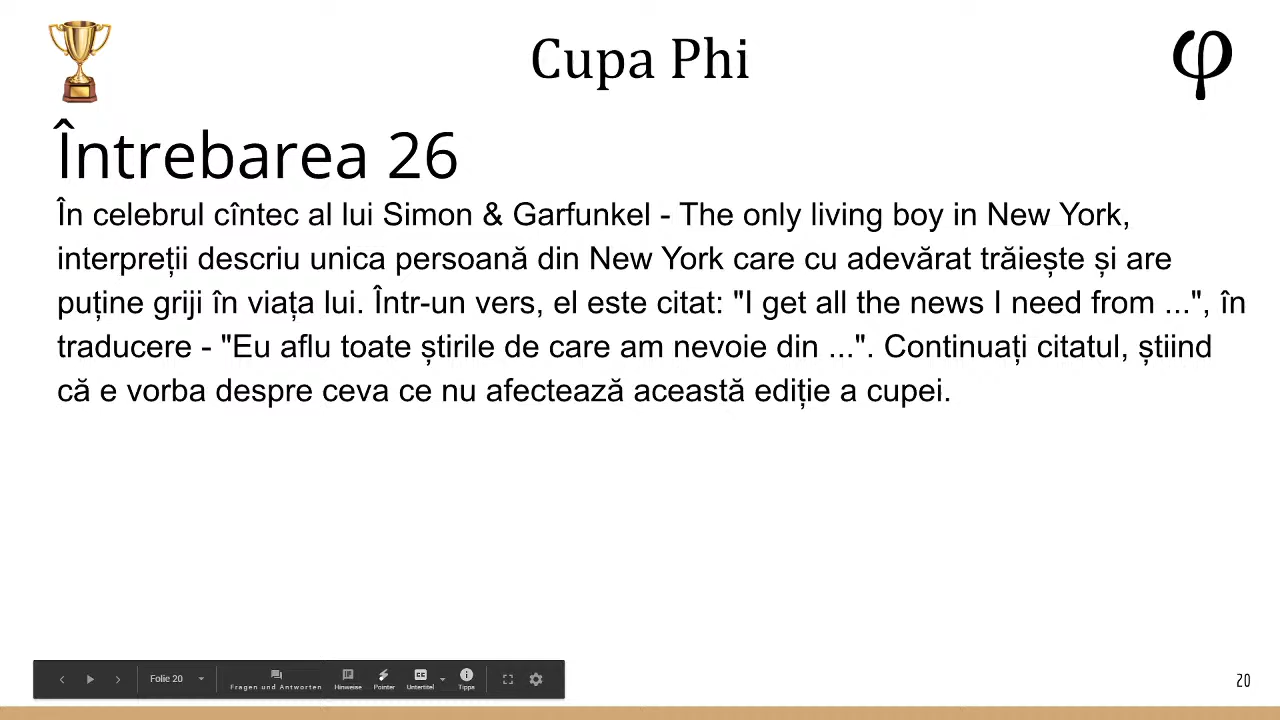 Cupa Phi
φ
Întrebarea 26
În celebrul cîntec al lui Simon & Garfunkel - The only living boy in New York,
interpreții descriu unica persoană din New York care cu adevărat trăiește și are
puține griji în viața lui. Într-un vers, el este citat: "I get all the news I need from ...", în
traducere - "Eu aflu toate știrile de care am nevoie din ...". Continuați citatul, știind
că e vorba despre ceva ce nu afectează această ediție a cupei.
Folie 20
Fragen und Antworten
Hinweise
Pointer
Untertitel
Tipps
20